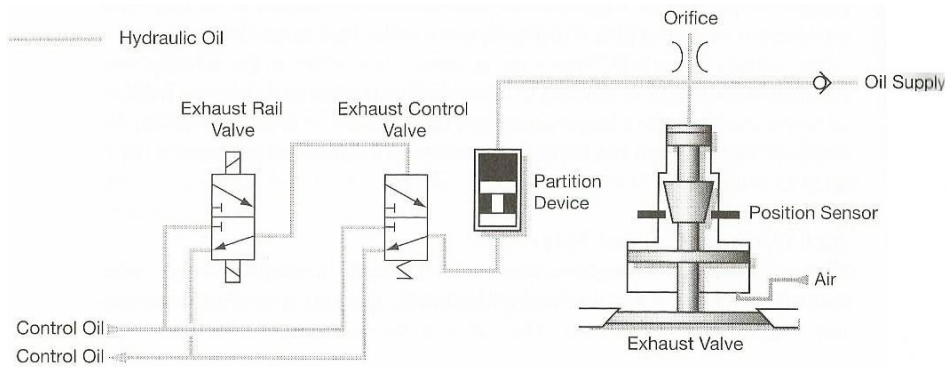 Orifice
Hydraulic Oil
Oil Supply
Exhaust Rail
Valve
Exhaust Control
Valve
Partition
Device
Position Sensor
Air
Control Oil
Control Oil
Exhaust Valve